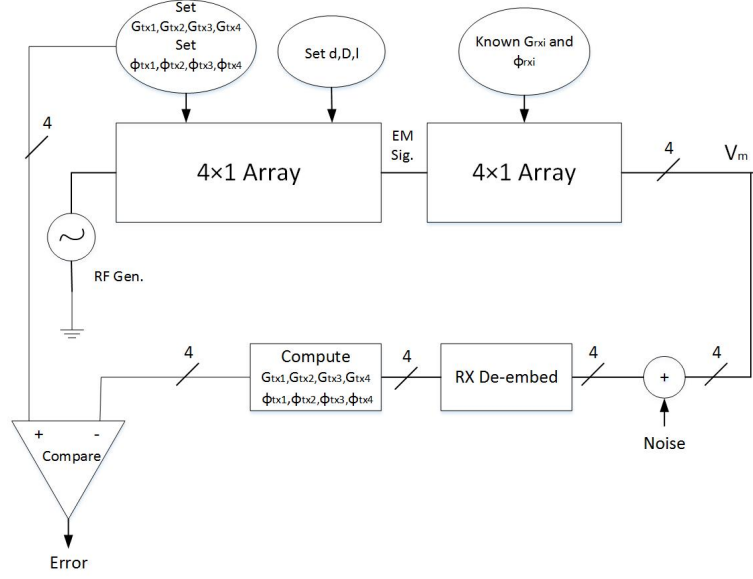 Set
Gtx1,Gtx2,Gtx3,Gtx4
Set
ϕtx1,ϕtx2,ϕtx3,ϕtx4
Set d,D,l
Known Grxi and
ϕrxi
4
4×1 Array
EM
Sig.
4×1 Array
4
Vm
RF Gen.
4
Compute
Gtx1,Gtx2,Gtx3,Gtx4
ϕtx1,ϕtx2,ϕtx3,ϕtx4
4
RX De-embed
4
+
4
Noise
+ -
Compare
Error